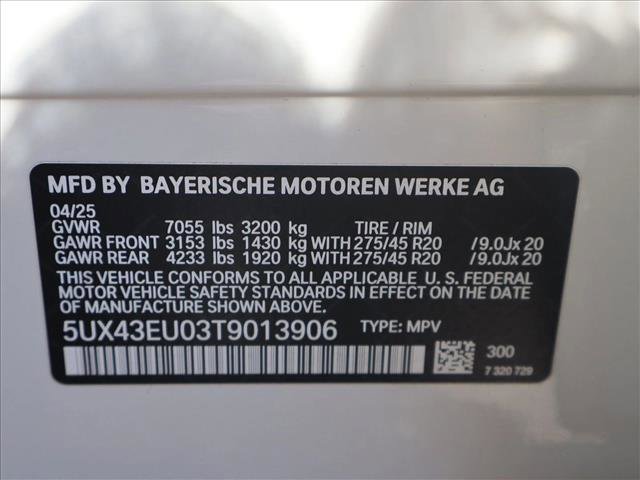 MFD BY BAYERISCHE MOTOREN WERKE AG
04/25
GVWR 7055 lbs 3200 kg TIRE / RIM
GAWR FRONT 3153 lbs 1430 kg WITH 275/45 R20 /9.0Jx 20
GAWR REAR 4233 lbs 1920 kg WITH 275/45 R20 /9.0Jx 20
THIS VEHICLE CONFORMS TO ALL APPLICABLE U. S. FEDERAL
MOTOR VEHICLE SAFETY STANDARDS IN EFFECT ON THE DATE
OF MANUFACTURE SHOWN ABOVE.
5UX43EU03T9013906 TYPE: MPV
300
7 320 729